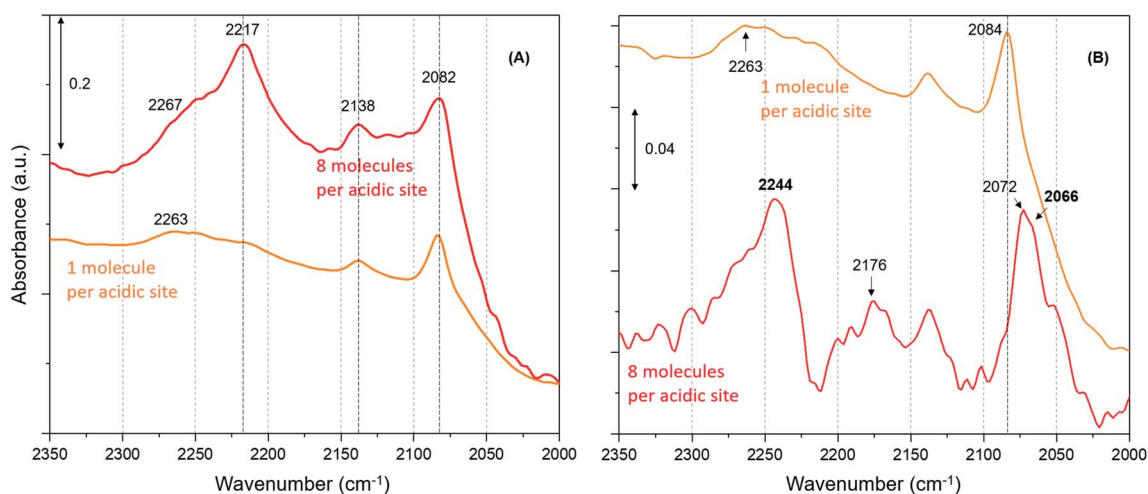 (A)
2217
0.2
2267
2138
2082
8 molecules
per acidic site
2263
1 molecule
per acidic site
Absorbance (a.u.)
2350 2300 2250 2200 2150 2100 2050 2000
Wavenumber (cm⁻¹)
2084
(B)
2263
1 molecule
per acidic site
0.04
2244
2072
2066
2176
8 molecules
per acidic site
2350 2300 2250 2200 2150 2100 2050 2000
Wavenumber (cm⁻¹)